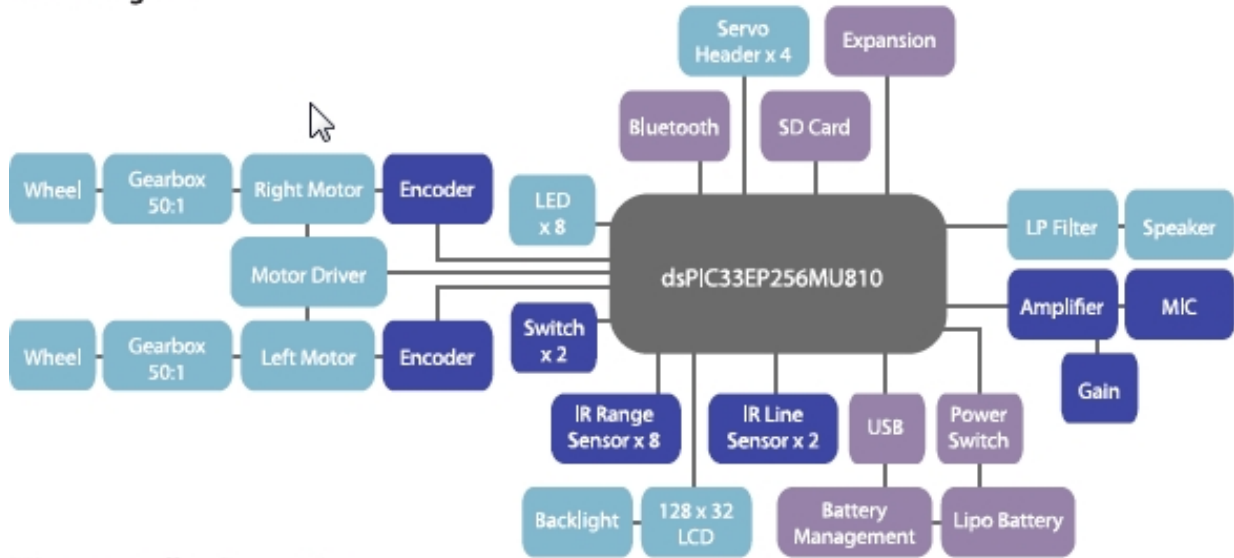 Servo
Header x 4
Expansion
Bluetooth
SD Card
Wheel
Gearbox
50:1
Right Motor
Encoder
LED
x 8
LP Filter
Speaker
Motor Driver
dsPIC33EP256MU810
Amplifier
MIC
Wheel
Gearbox
50:1
Left Motor
Encoder
Switch
x 2
Gain
IR Range
Sensor x 8
IR Line
Sensor x 2
USB
Power
Switch
Backlight
128 x 32
LCD
Battery
Management
Lipo Battery